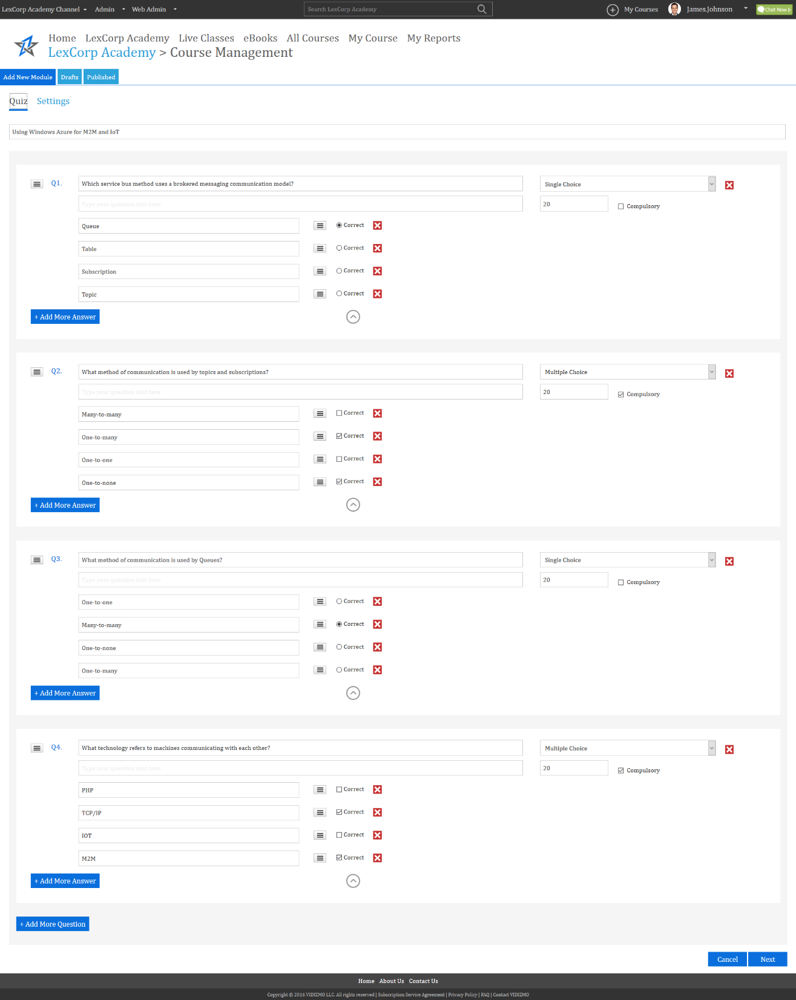 LexCorp Academy Channel Admin Web Admin Search LexCorp Academy My Courses James.Johnson Chat Now
Home LexCorp Academy Live Classes eBooks All Courses My Course My Reports
LexCorp Academy > Course Management
Add New Module Drafts Published
Quiz Settings
Using Windows Azure for M2M and IoT
Q1. Which service bus method uses a brokered messaging communication model? Single Choice
Type your question hint here 20 Compulsory
Queue Correct
Table Correct
Subscription Correct
Topic Correct
+ Add More Answer
Q2. What method of communication is used by topics and subscriptions? Multiple Choice
Type your question hint here 20 Compulsory
Many-to-many Correct
One-to-many Correct
One-to-one Correct
One-to-none Correct
+ Add More Answer
Q3. What method of communication is used by Queues? Single Choice
Type your question hint here 20 Compulsory
One-to-one Correct
Many-to-many Correct
One-to-none Correct
One-to-many Correct
+ Add More Answer
Q4. What technology refers to machines communicating with each other? Multiple Choice
Type your question hint here 20 Compulsory
PHP Correct
TCP/IP Correct
IOT Correct
M2M Correct
+ Add More Answer
+ Add More Question
Cancel Next
Home About Us Contact Us
Copyright © 2016 VIDIZMO LLC. All rights reserved | Subscription Service Agreement | Privacy Policy | FAQ | Contact VIDIZMO